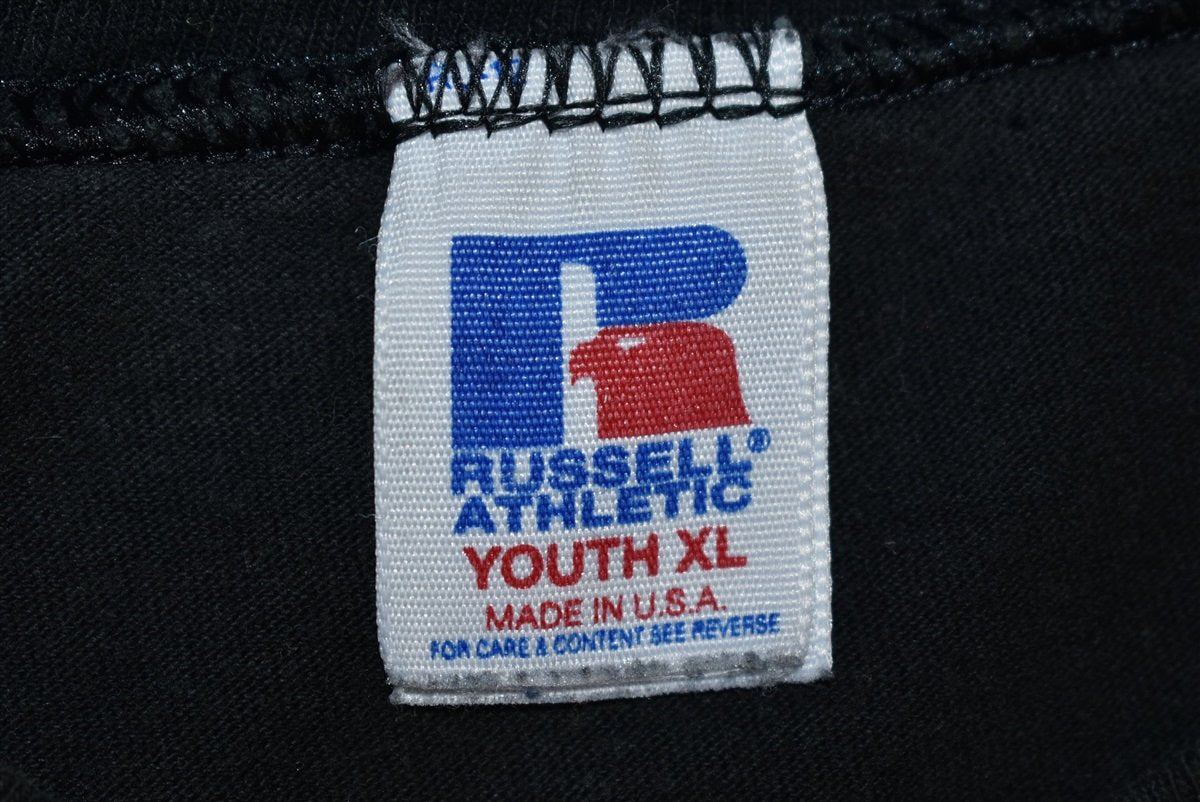 RUSSELL®
ATHLETIC
YOUTH XL
MADE IN U.S.A.
FOR CARE & CONTENT SEE REVERSE